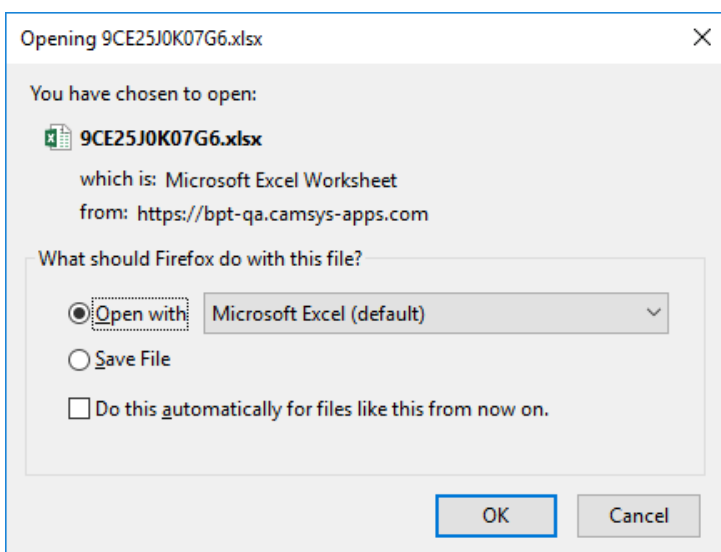 Opening 9CE25J0K07G6.xlsx
You have chosen to open:
9CE25J0K07G6.xlsx
which is: Microsoft Excel Worksheet
from: https://bpt-qa.camsys-apps.com
What should Firefox do with this file?
Open with Microsoft Excel (default)
Save File
Do this automatically for files like this from now on.
OK Cancel